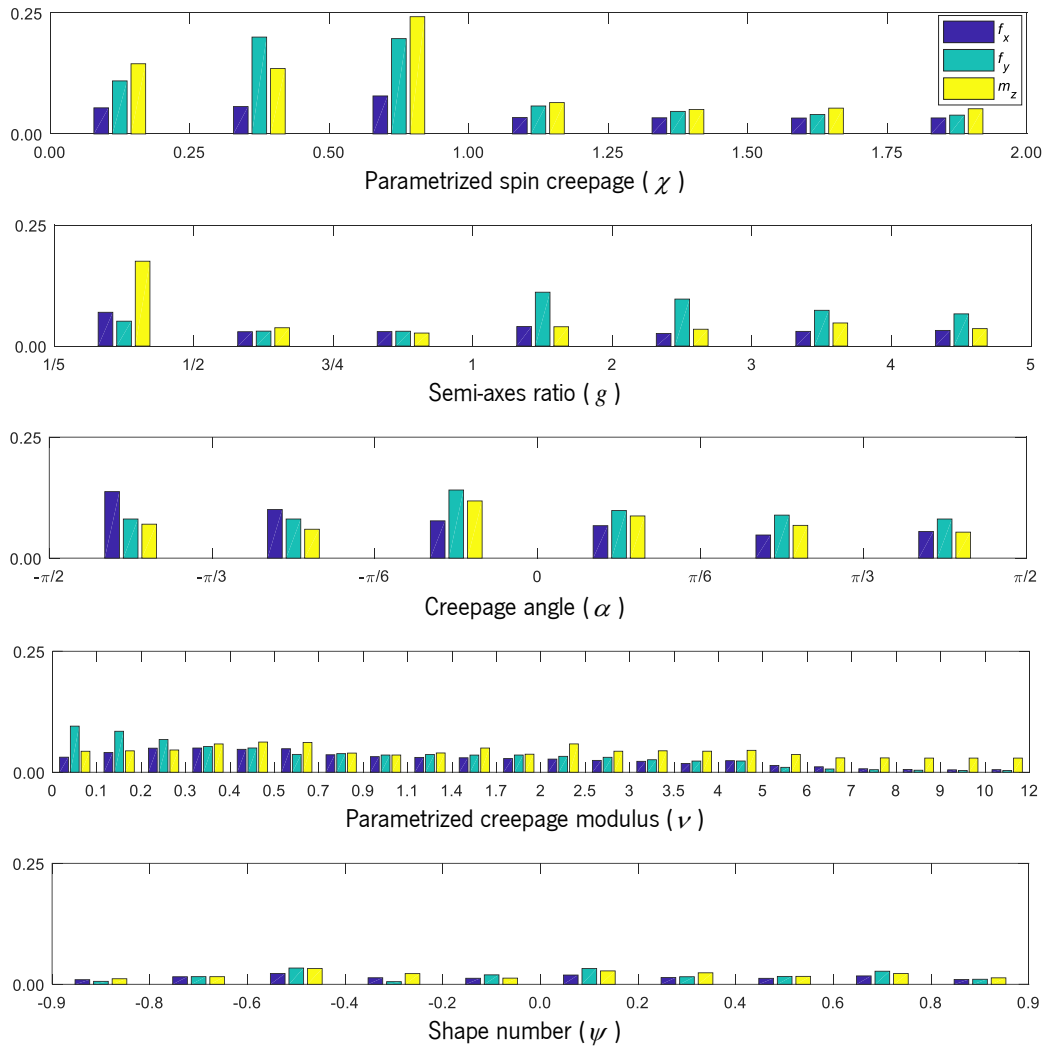 0.25
f_x
f_y
m_z
0.00
0.00 0.25 0.50 0.75 1.00 1.25 1.50 1.75 2.00
Parametrized spin creepage ( χ )
0.25
0.00
1/5 1/2 3/4 1 2 3 4 5
Semi-axes ratio ( g )
0.25
0.00
-π/2 -π/3 -π/6 0 π/6 π/3 π/2
Creepage angle ( α )
0.25
0.00
0 0.1 0.2 0.3 0.4 0.5 0.7 0.9 1.1 1.4 1.7 2 2.5 3 3.5 4 5 6 7 8 9 10 12
Parametrized creepage modulus ( ν )
0.25
0.00
-0.9 -0.8 -0.6 -0.4 -0.2 0.0 0.2 0.4 0.6 0.8 0.9
Shape number ( ψ )